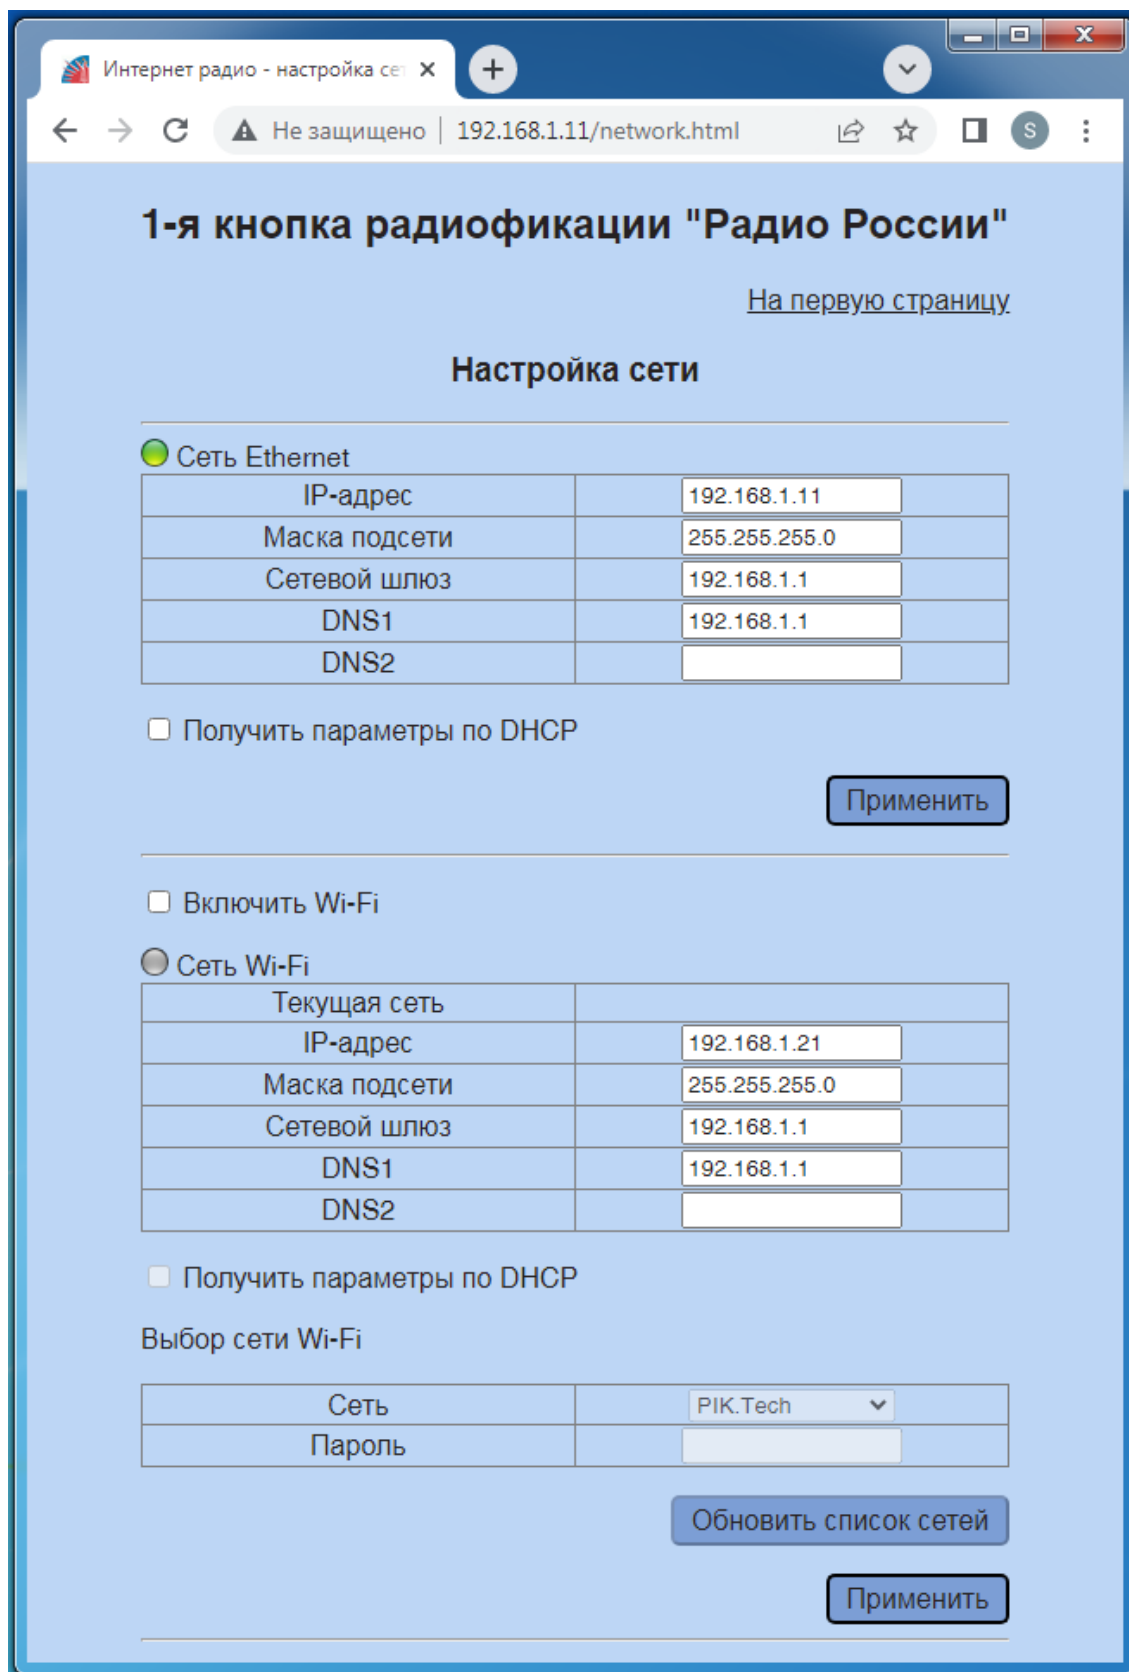 Интернет радио - настройка сет
Не защищено 192.168.1.11/network.html
S
1-я кнопка радиофикации "Радио России"
На первую страницу
Настройка сети
Сеть Ethernet
IP-адрес 192.168.1.11
Маска подсети 255.255.255.0
Сетевой шлюз 192.168.1.1
DNS1 192.168.1.1
DNS2
Получить параметры по DHCP
Применить
Включить Wi-Fi
Сеть Wi-Fi
Текущая сеть
IP-адрес 192.168.1.21
Маска подсети 255.255.255.0
Сетевой шлюз 192.168.1.1
DNS1 192.168.1.1
DNS2
Получить параметры по DHCP
Выбор сети Wi-Fi
Сеть PIK.Tech
Пароль
Обновить список сетей
Применить